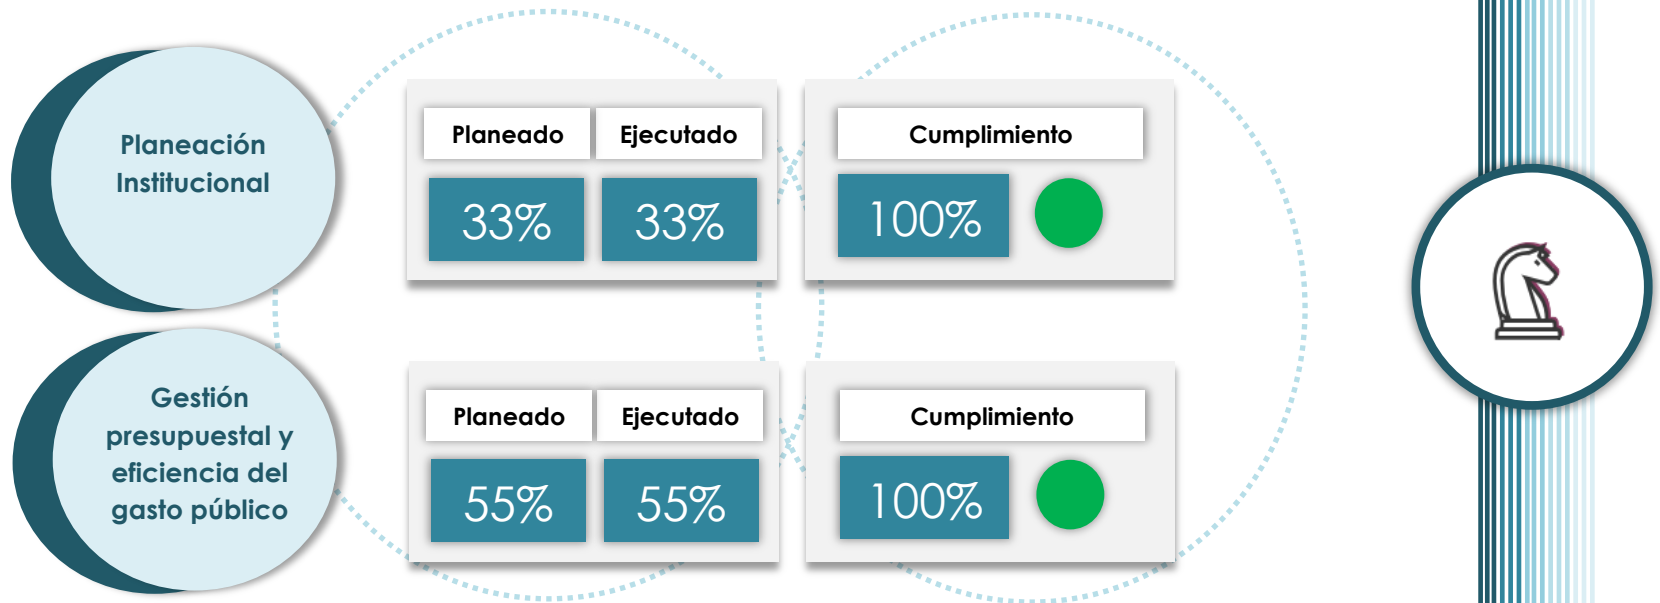 Planeación
Institucional
Planeado
Ejecutado
Cumplimiento
33%
33%
100%
Gestión
presupuestal y
eficiencia del
gasto público
Planeado
Ejecutado
Cumplimiento
55%
55%
100%